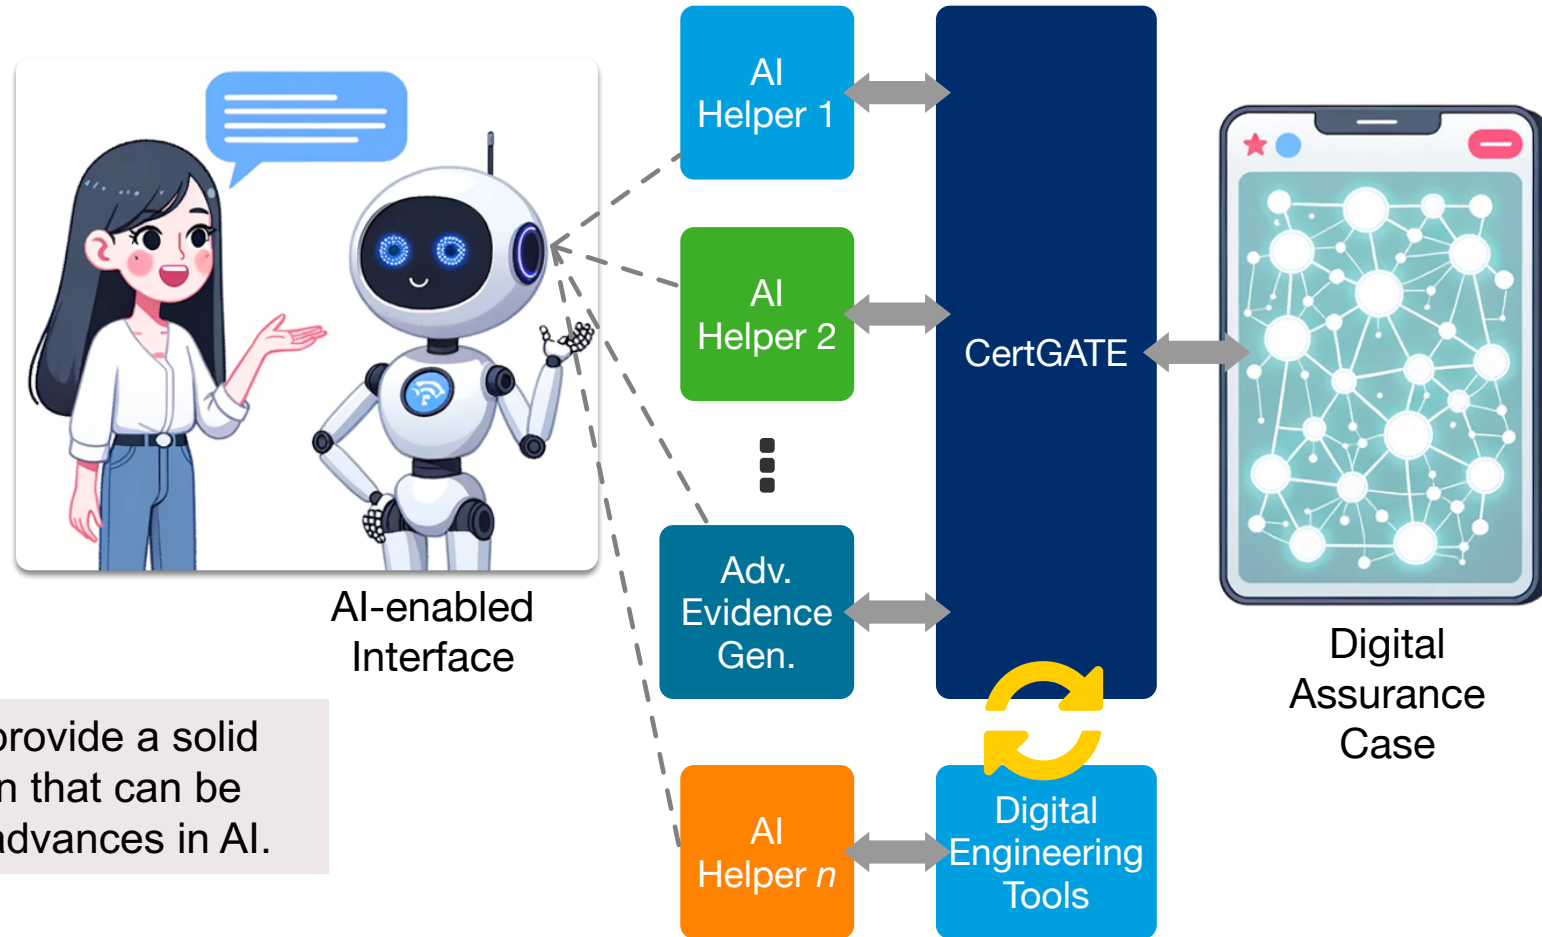 AI
Helper 1
AI
Helper 2
CertGATE
Adv.
Evidence
Gen.
AI-enabled
Interface
Digital
Assurance
Case
provide a solid
that can be
advances in AI.
AI
Helper n
Digital
Engineering
Tools